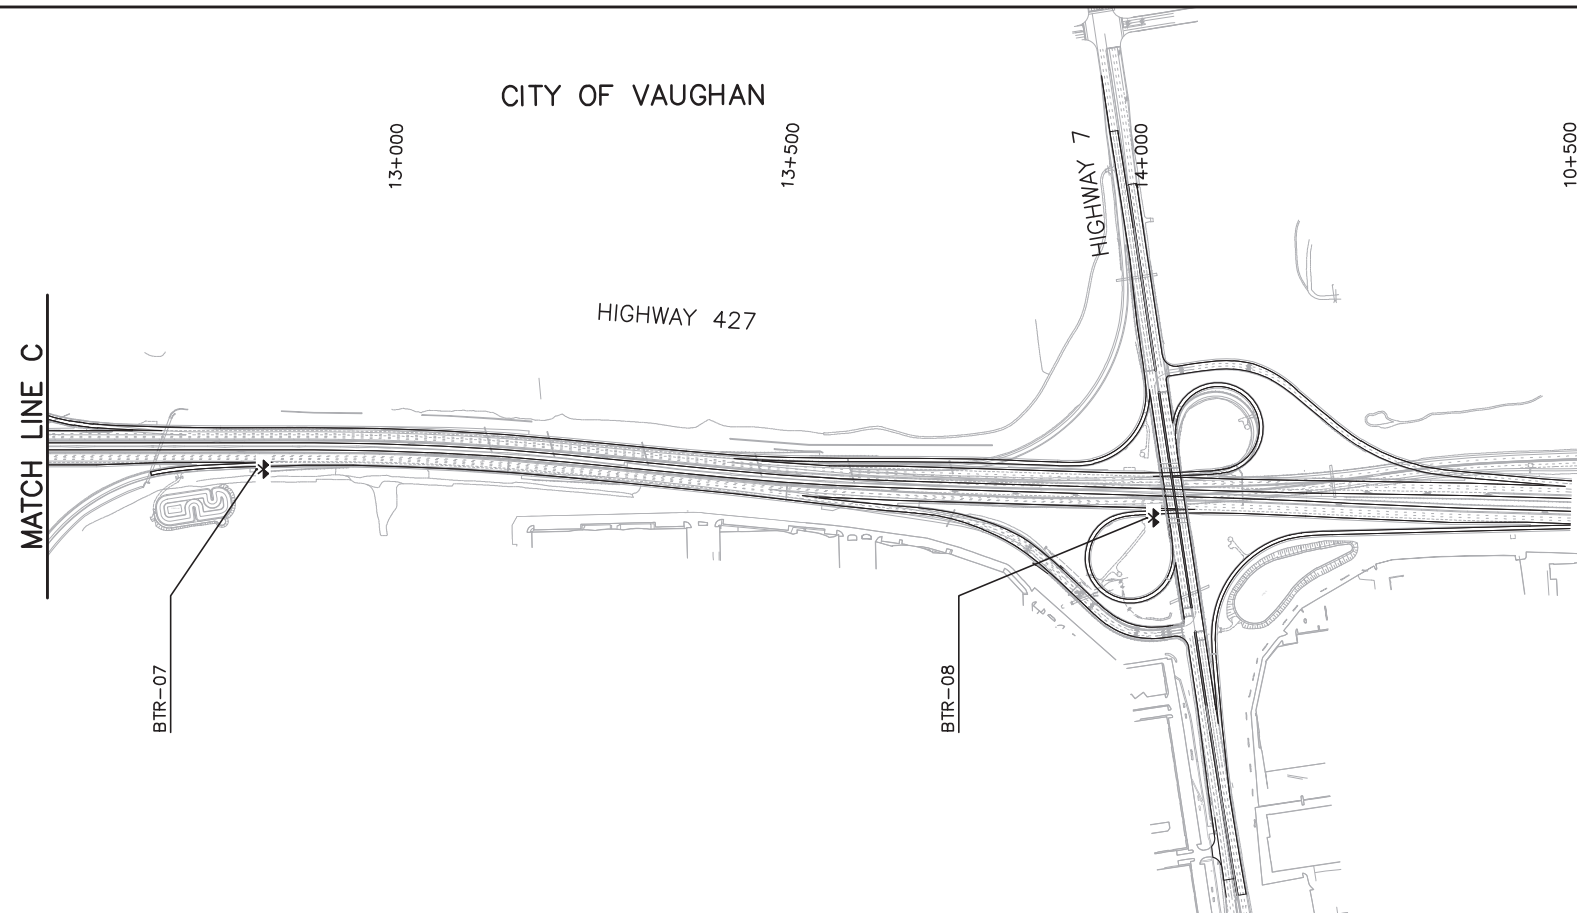 CITY OF VAUGHAN
13+000
13+500
HIGHWAY 7
14+000
10+500
HIGHWAY 427
MATCH LINE C
BTR-07
BTR-08